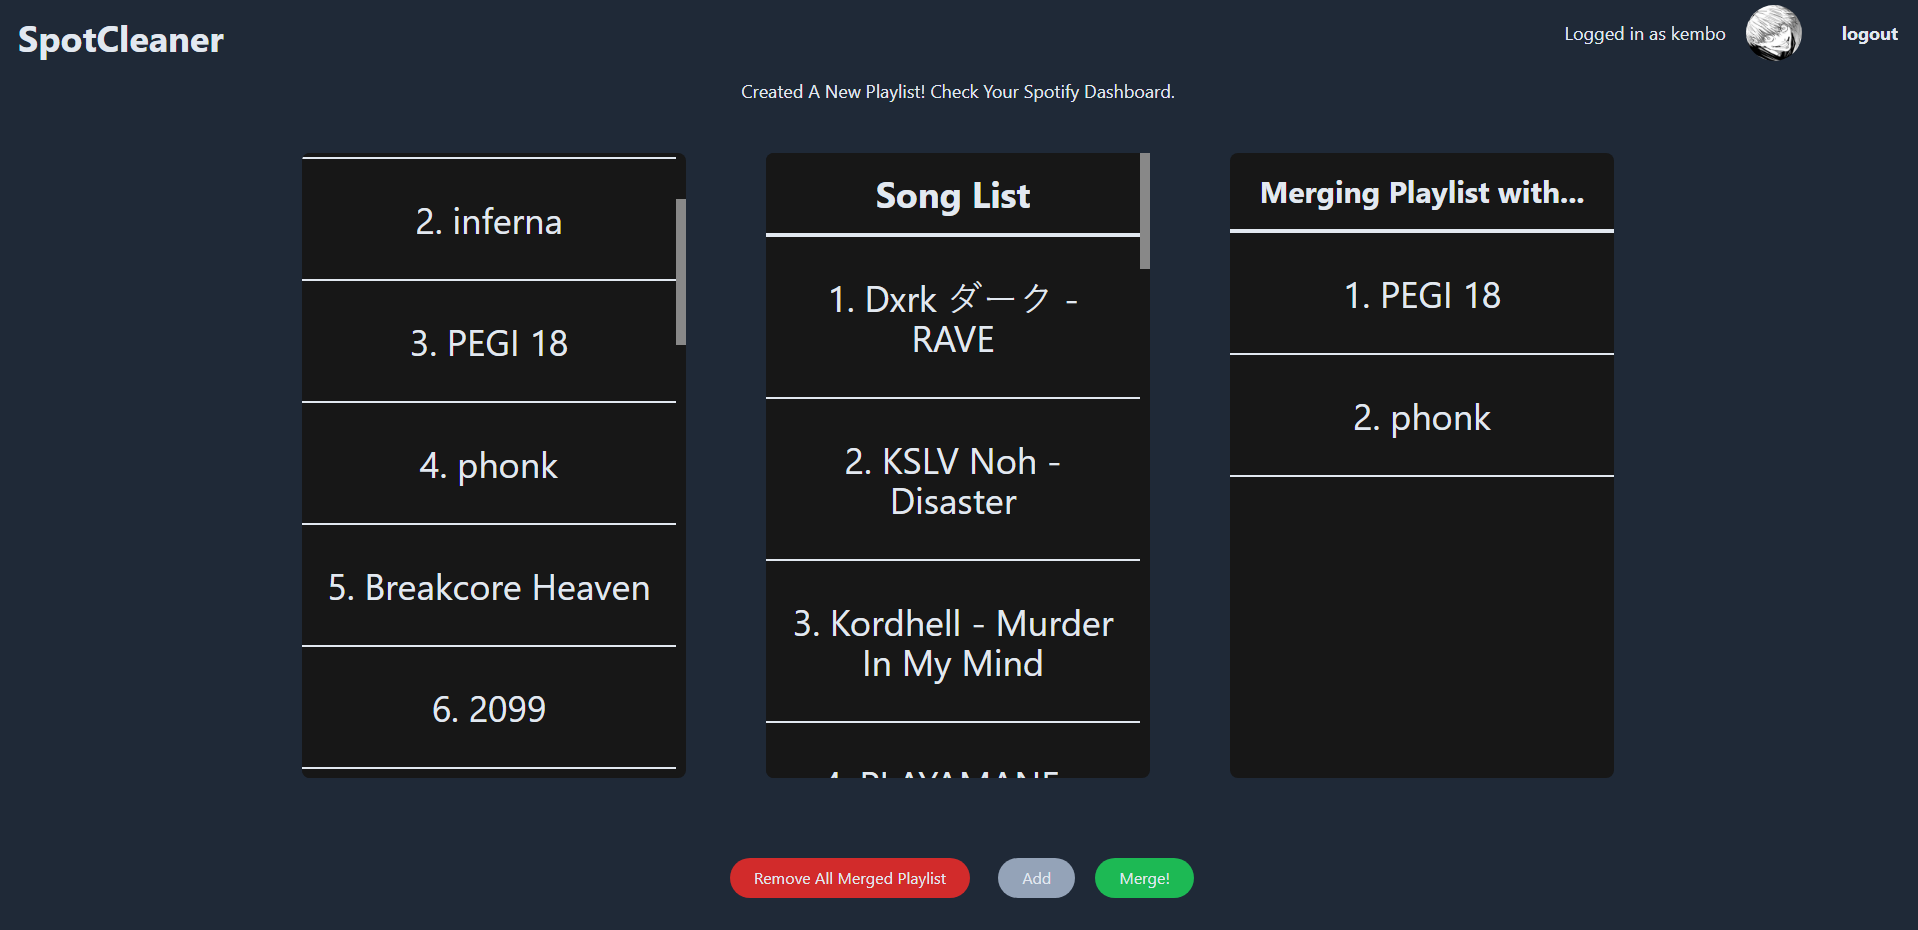 SpotCleaner
Logged in as kembo
logout
Created A New Playlist! Check Your Spotify Dashboard.
2. inferna
3. PEGI 18
4. phonk
5. Breakcore Heaven
6. 2099
Song List
1. Dxrk ダーク -
RAVE
2. KSLV Noh -
Disaster
3. Kordhell - Murder
In My Mind
Merging Playlist with...
1. PEGI 18
2. phonk
Remove All Merged Playlist
Add
Merge!